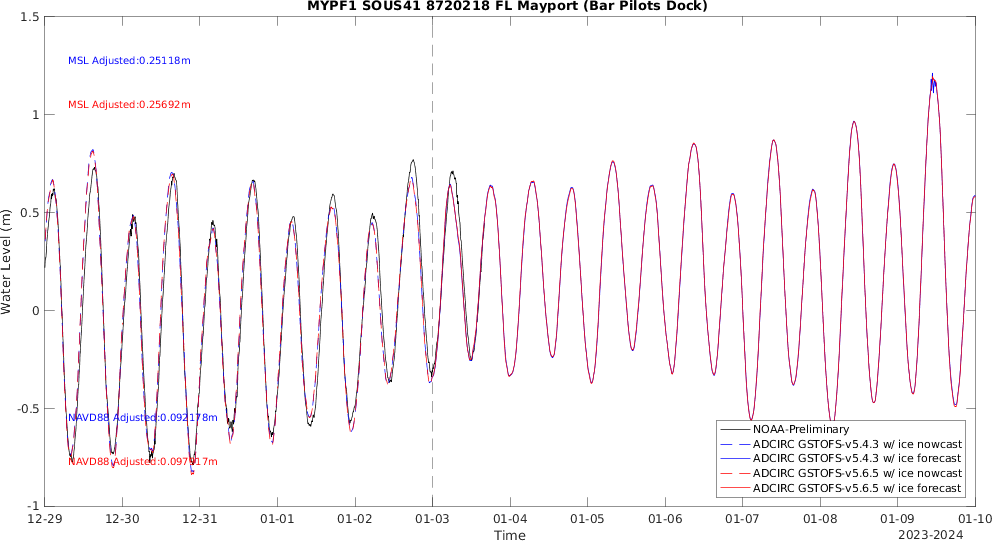 MYPF1 SOUS41 8720218 FL Mayport (Bar Pilots Dock)
1.5
1
0.5
0
-0.5
-1
Water Level (m)
MSL Adjusted:0.25118m
MSL Adjusted:0.25692m
NAVD88 Adjusted:0.092178m
NAVD88 Adjusted:0.097917m
NOAA-Preliminary
ADCIRC GSTOFS-v5.4.3 w/ ice nowcast
ADCIRC GSTOFS-v5.4.3 w/ ice forecast
ADCIRC GSTOFS-v5.6.5 w/ ice nowcast
ADCIRC GSTOFS-v5.6.5 w/ ice forecast
12-29 12-30 12-31 01-01 01-02 01-03 01-04 01-05 01-06 01-07 01-08 01-09 01-10
Time
2023-2024